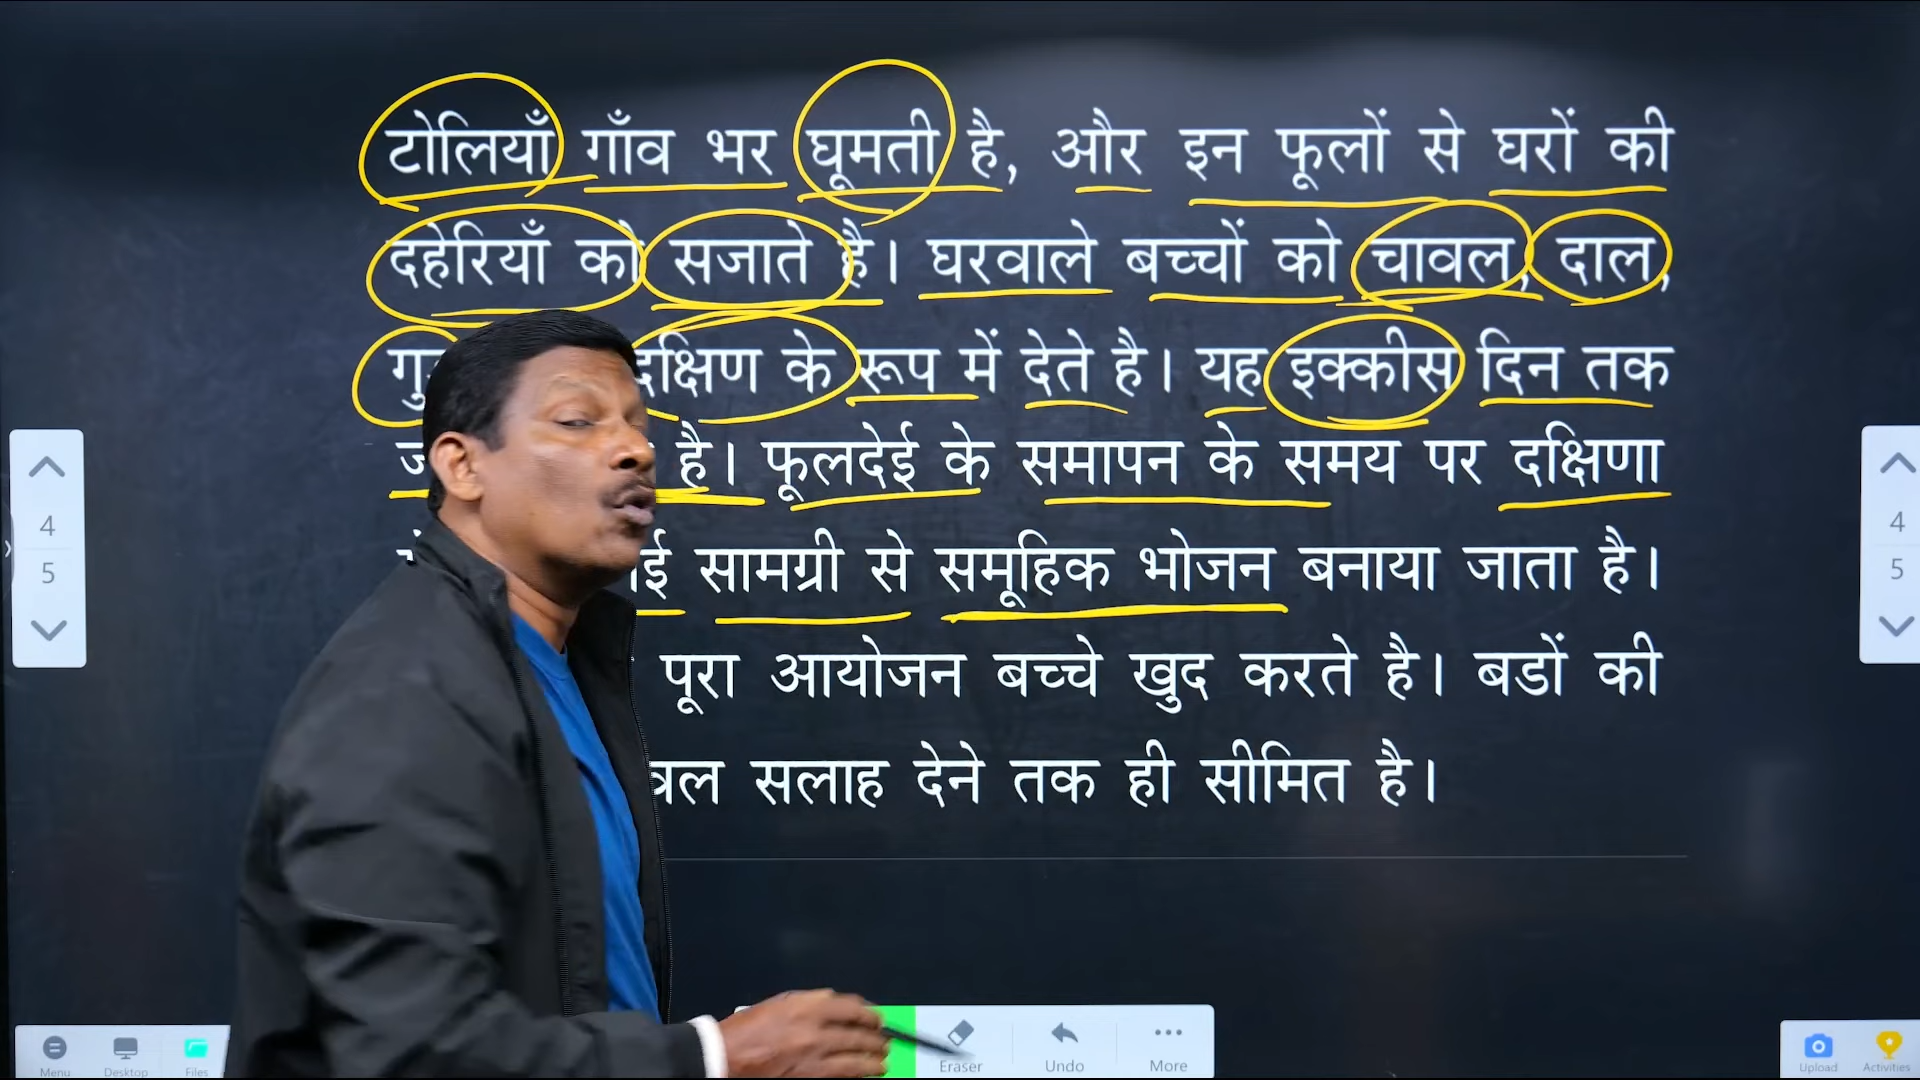 टोलियाँ गाँव भर घूमती है, और इन फूलों से घरों की
दहेरियाँ को सजाते है। घरवाले बच्चों को चावल, दाल,
दक्षिण के रूप में देते है। यह इक्कीस दिन तक
है। फूलदेई के समापन के समय पर दक्षिणा
सामग्री से समूहिक भोजन बनाया जाता है।
पूरा आयोजन बच्चे खुद करते है। बडों की
सलाह देने तक ही सीमित है।
4
5
4
5
Menu
Desktop
Files
Eraser
Undo
More
Upload
Activities